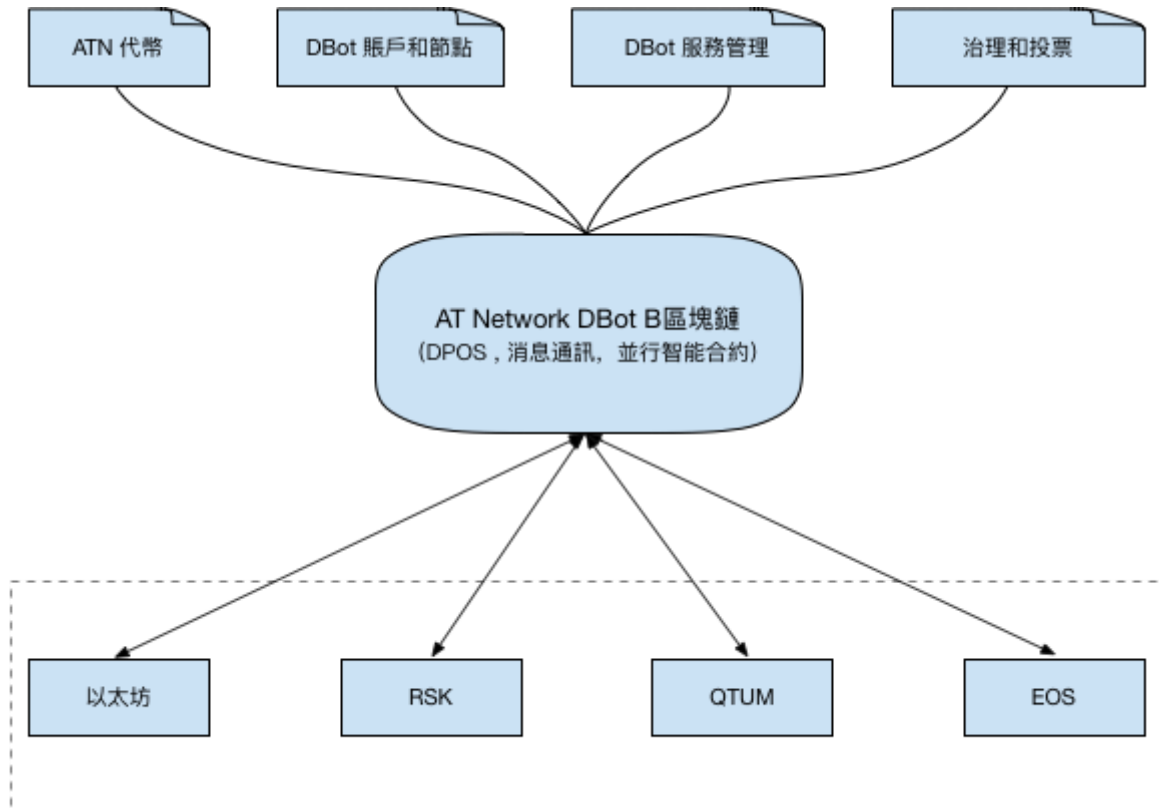 ATN 代幣
DBot 賬戶和節點
DBot 服務管理
治理和投票
AT Network DBot B區塊鏈
(DPOS , 消息通訊, 並行智能合約)
以太坊
RSK
QTUM
EOS